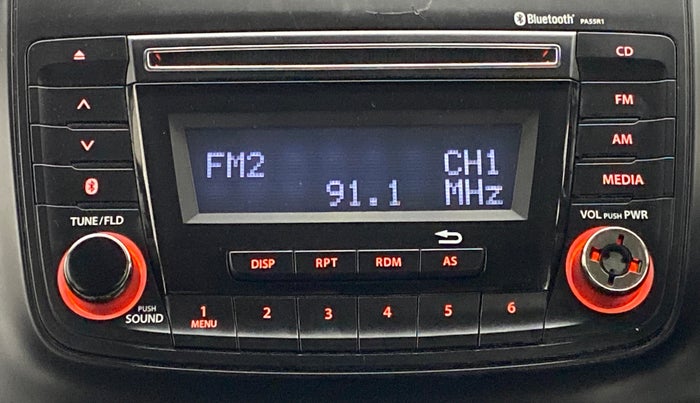 Bluetooth® PA55R1
CD
FM
AM
MEDIA
FM2 CH1
91.1 MHz
TUNE/FLD
VOL PUSH PWR
DISP RPT RDM AS
PUSH
SOUND
1 2 3 4 5 6
MENU